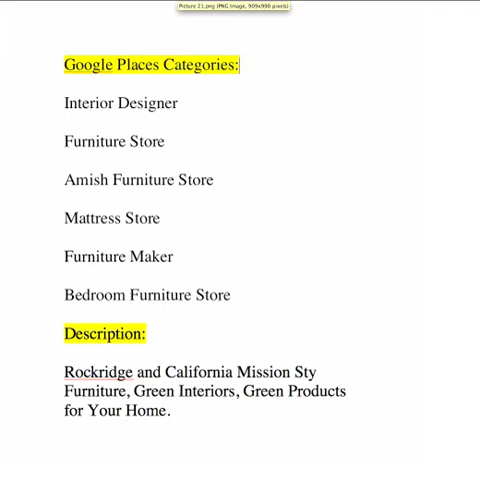 Picture 21.png (PNG Image, 909x990 pixels)
Google Places Categories:
Interior Designer
Furniture Store
Amish Furniture Store
Mattress Store
Furniture Maker
Bedroom Furniture Store
Description:
Rockridge and California Mission Sty
Furniture, Green Interiors, Green Products
for Your Home.